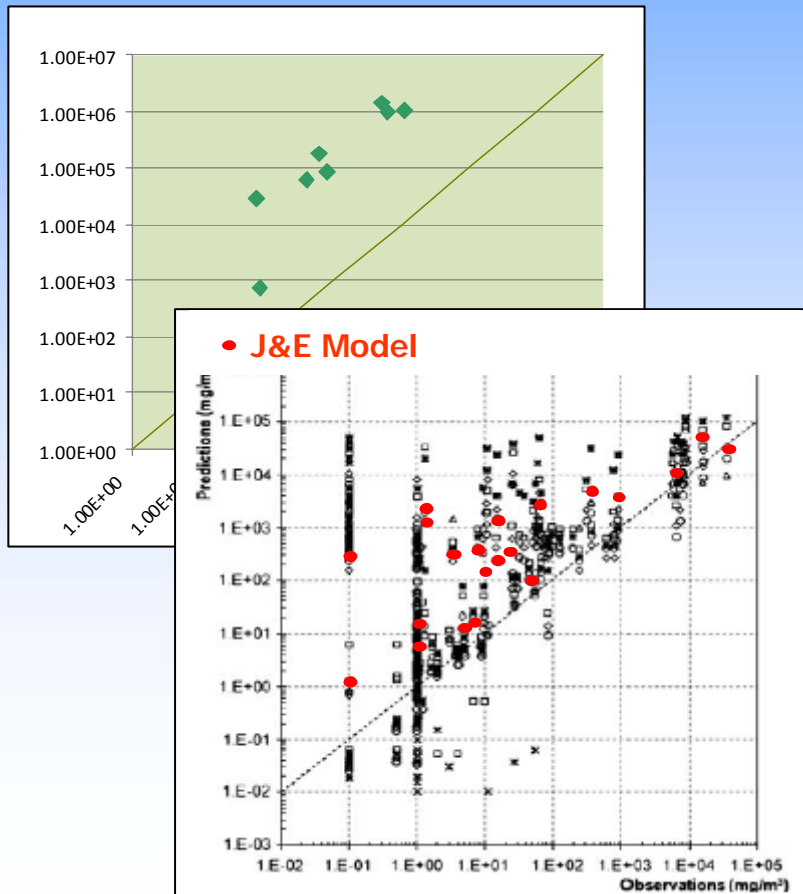 1.00E+07
1.00E+06
1.00E+05
1.00E+04
1.00E+03
1.00E+02
1.00E+01
1.00E+00
1.00E+00
J&E Model
Predictions (mg/m
1.E+05
1.E+04
1.E+03
1.E+02
1.E+01
1.E+00
1.E-01
1.E-02
1.E-03
1.E-02 1.E-01 1.E+00 1.E+01 1.E+02 1.E+03 1.E+04 1.E+05
Observations (mg/m³)